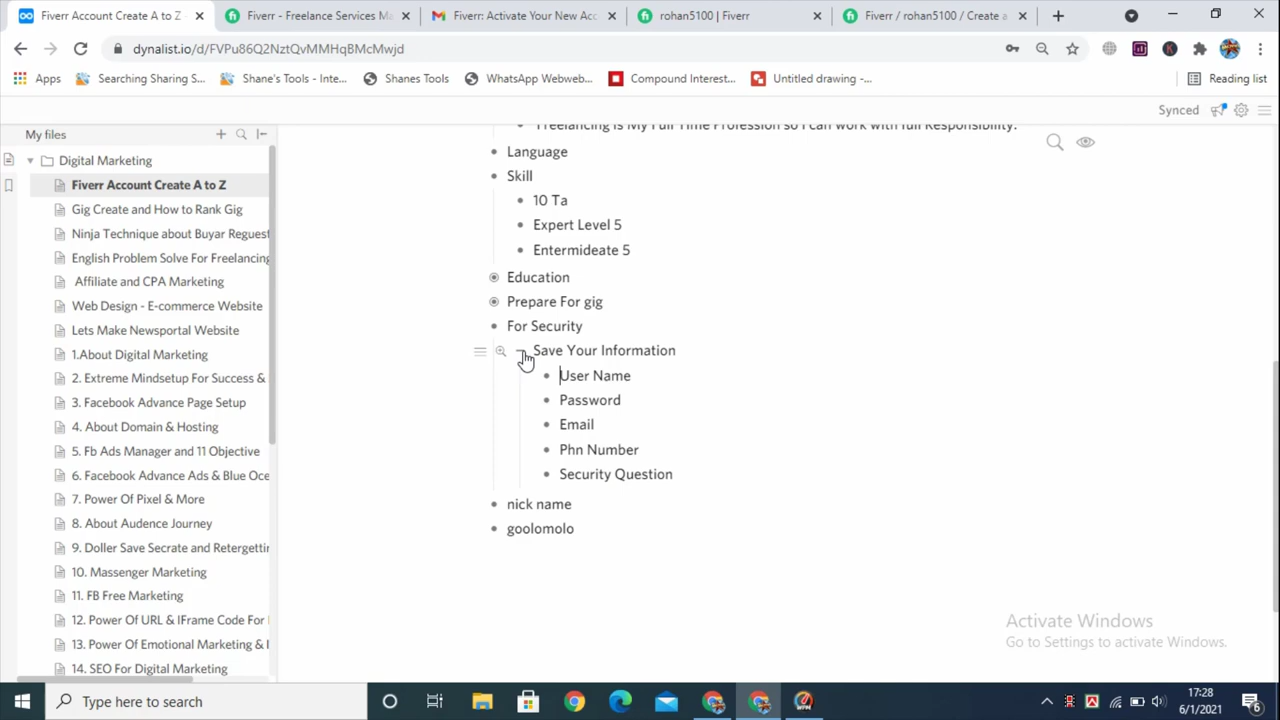 Fiverr Account Create A to Z -
Fiverr - Freelance Services Ma
Fiverr: Activate Your New Acc
rohan5100 | Fiverr
Fiverr / rohan5100 / Create a
dynalist.io/d/FVPu86Q2NztQvMMHqBMcMwjd
Apps
Searching Sharing S...
Shane's Tools - Inte...
Shanes Tools
WhatsApp Webweb...
Compound Interest...
Untitled drawing -...
Reading list
Synced
My files
Digital Marketing
Fiverr Account Create A to Z
Gig Create and How to Rank Gig
Ninja Technique about Buyar Reguest
English Problem Solve For Freelancing
Affiliate and CPA Marketing
Web Design - E-commerce Website
Lets Make Newsportal Website
1.About Digital Marketing
2. Extreme Mindsetup For Success &
3. Facebook Advance Page Setup
4. About Domain & Hosting
5. Fb Ads Manager and 11 Objective
6. Facebook Advance Ads & Blue Oce
7. Power Of Pixel & More
8. About Audence Journey
9. Doller Save Secrate and Retergettin
10. Massenger Marketing
11. FB Free Marketing
12. Power Of URL & IFrame Code For
13. Power Of Emotional Marketing &
14. SEO For Digital Marketing
Freelancing is My Full Time Profession so I can work with full Responsibility.
Language
Skill
10 Ta
Expert Level 5
Entermideate 5
Education
Prepare For gig
For Security
Save Your Information
User Name
Password
Email
Phn Number
Security Question
nick name
goolomolo
Activate Windows
Go to Settings to activate Windows.
Type here to search
17:28
6/1/2021
6